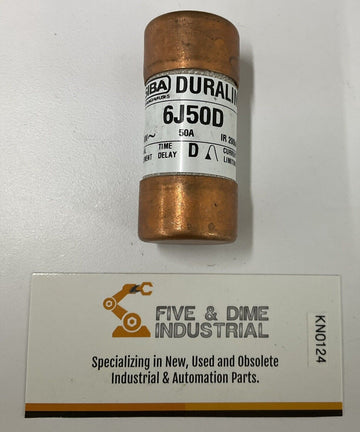 DURALI
6J50D
50A
TIME
DELAY
D
FIVE & DIME
INDUSTRIAL
Specializing in New, Used and Obsolete
Industrial & Automation Parts.
KN0124